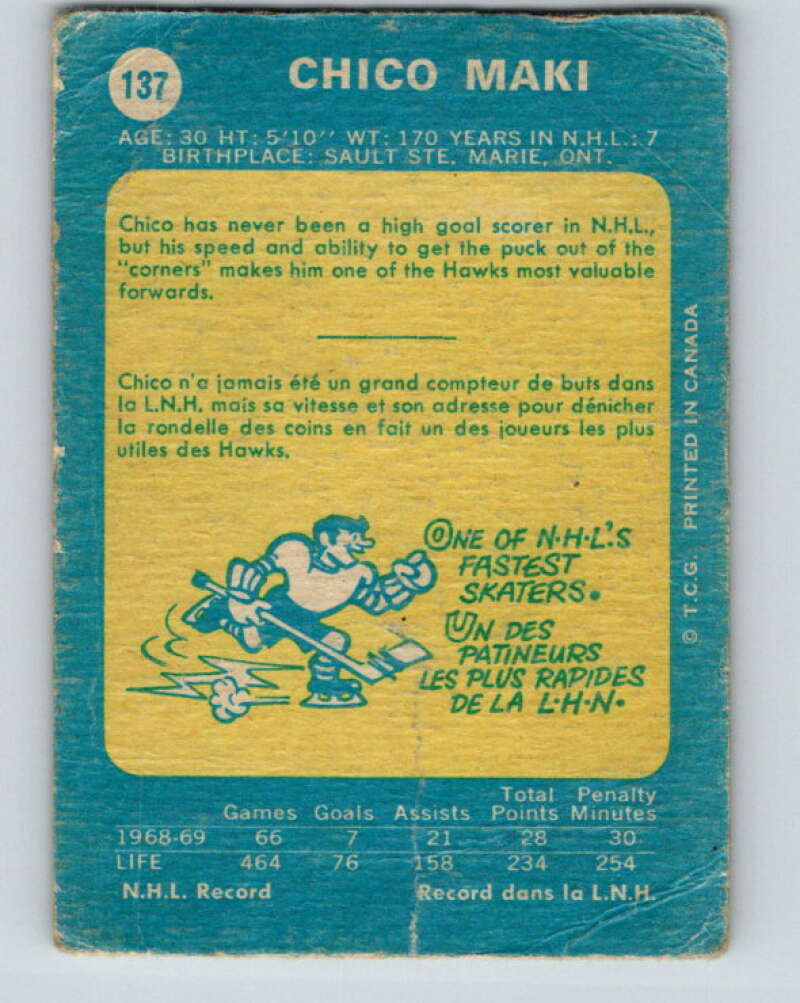 137
CHICO MAKI
AGE: 30 HT: 5'10'' WT: 170 YEARS IN N.H.L.: 7
BIRTHPLACE: SAULT STE. MARIE, ONT.
Chico has never been a high goal scorer in N.H.L.,
but his speed and ability to get the puck out of the
"corners" makes him one of the Hawks most valuable
forwards.
Chico n'a jamais été un grand compteur de buts dans
la L.N.H. mais sa vitesse et son adresse pour dénicher
la rondelle des coins en fait un des joueurs les plus
utiles des Hawks.
ONE OF N·H·L'S
FASTEST
SKATERS.
UN DES
PATINEURS
LES PLUS RAPIDES
DE LA L·H·N·
© T.C.G. PRINTED IN CANADA
Total Penalty
Games Goals Assists Points Minutes
1968-69 66 7 21 28 30
LIFE 464 76 158 234 254
N.H.L. Record Record dans la L.N.H.